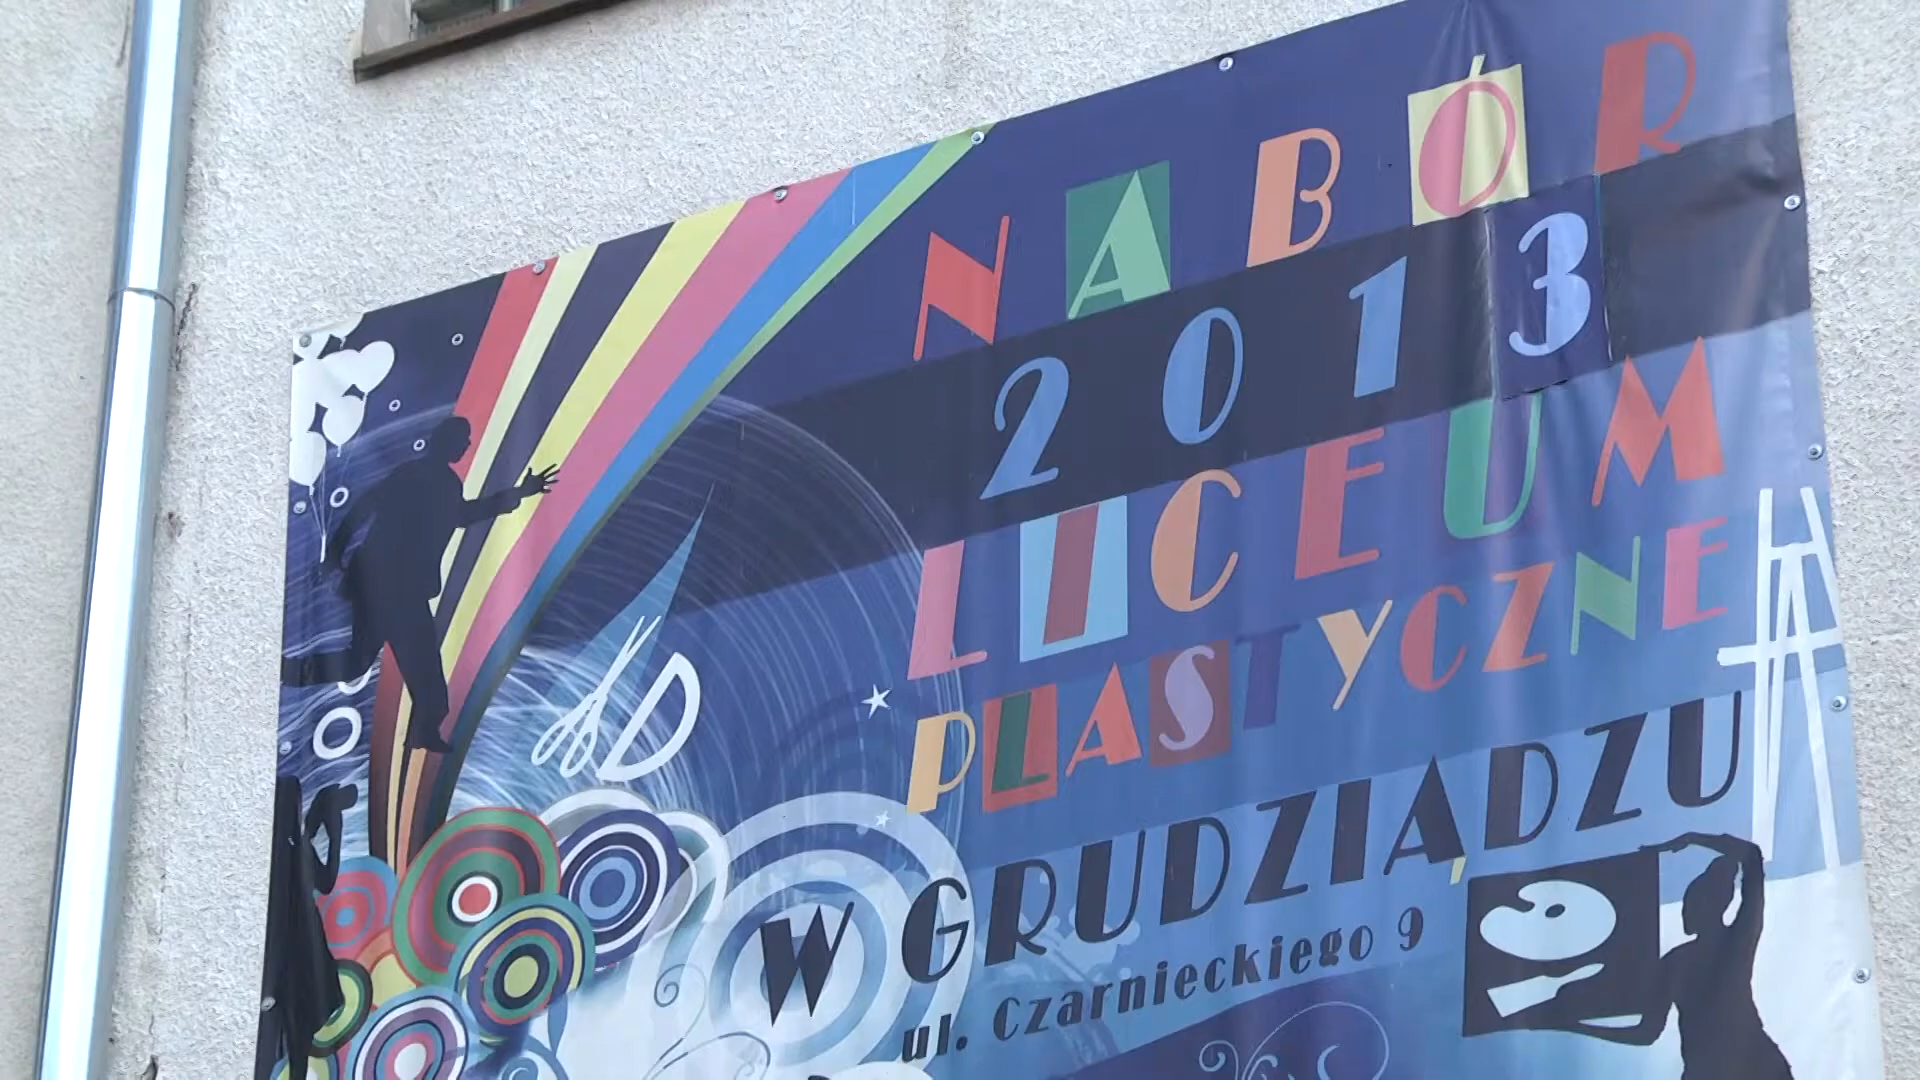 NABÓR
2013
LICEUM
PLASTYCZNE
W GRUDZIĄDZU
ul. Czarnieckiego 9